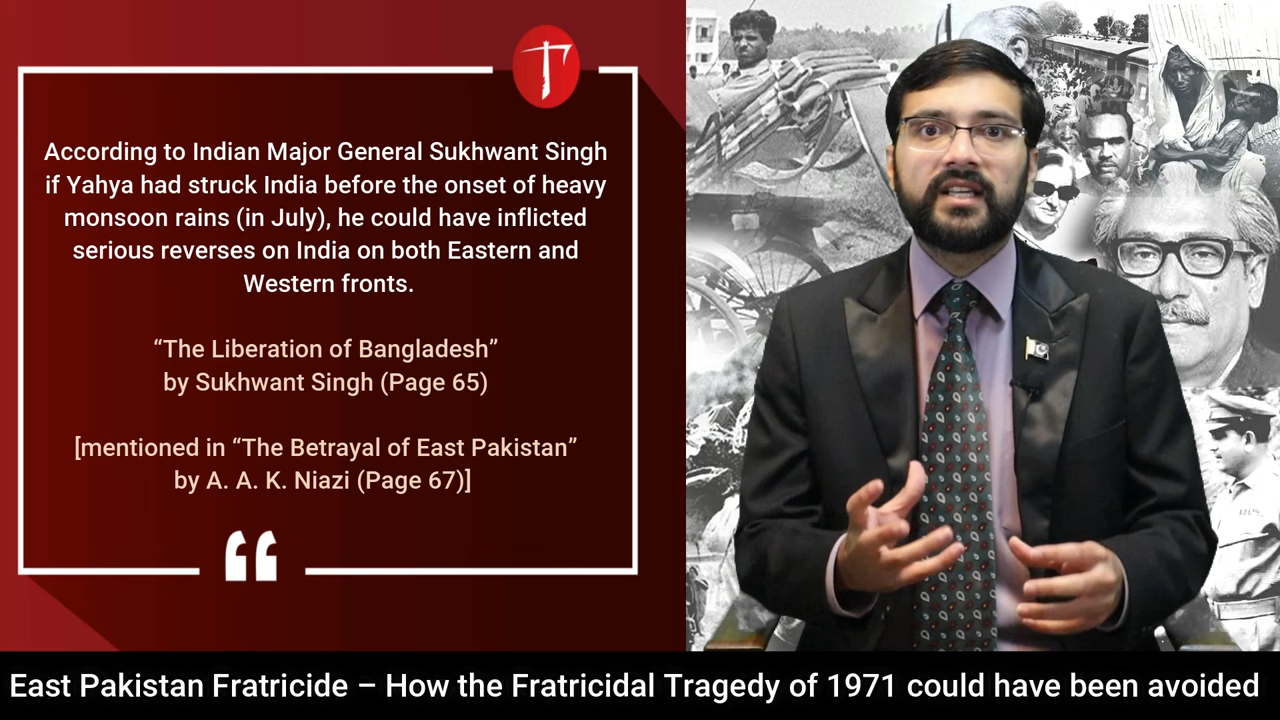 According to Indian Major General Sukhwant Singh
if Yahya had struck India before the onset of heavy
monsoon rains (in July), he could have inflicted
serious reverses on India on both Eastern and
Western fronts.
“The Liberation of Bangladesh”
by Sukhwant Singh (Page 65)
[mentioned in “The Betrayal of East Pakistan”
by A. A. K. Niazi (Page 67)]
East Pakistan Fratricide – How the Fratricidal Tragedy of 1971 could have been avoided